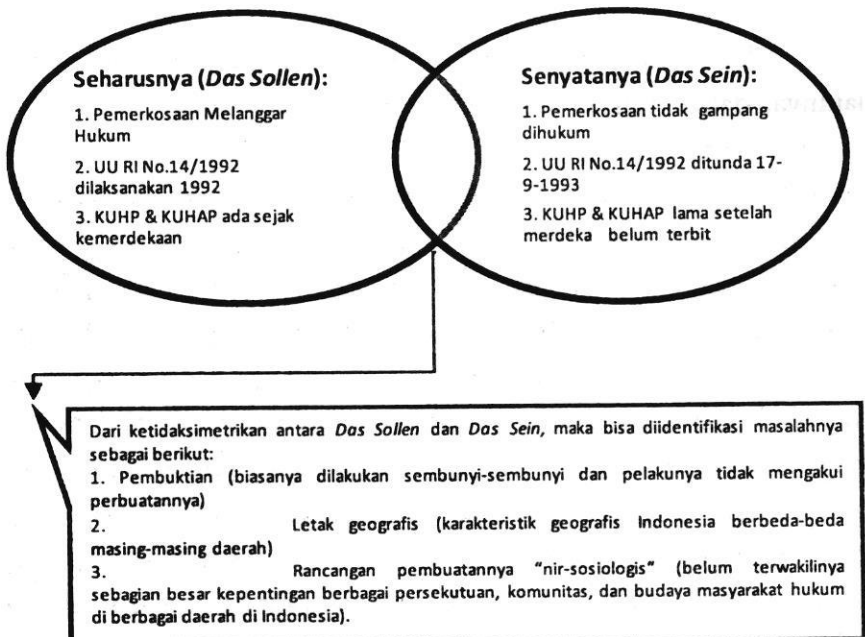 Seharusnya (Das Sollen):
1. Pemerkosaan Melanggar
Hukum
2. UU RI No.14/1992
dilaksanakan 1992
3. KUHP & KUHAP ada sejak
kemerdekaan
Senyatanya (Das Sein):
1. Pemerkosaan tidak gampang
dihukum
2. UU RI No.14/1992 ditunda 17-
9-1993
3. KUHP & KUHAP lama setelah
merdeka belum terbit
Dari ketidaksimetrikan antara Das Sollen dan Das Sein, maka bisa diidentifikasi masalahnya
sebagai berikut:
1. Pembuktian (biasanya dilakukan sembunyi-sembunyi dan pelakunya tidak mengakui
perbuatannya)
2. Letak geografis (karakteristik geografis Indonesia berbeda-beda
masing-masing daerah)
3. Rancangan pembuatannya "nir-sosiologis" (belum terwakilinya
sebagian besar kepentingan berbagai persekutuan, komunitas, dan budaya masyarakat hukum
di berbagai daerah di Indonesia).